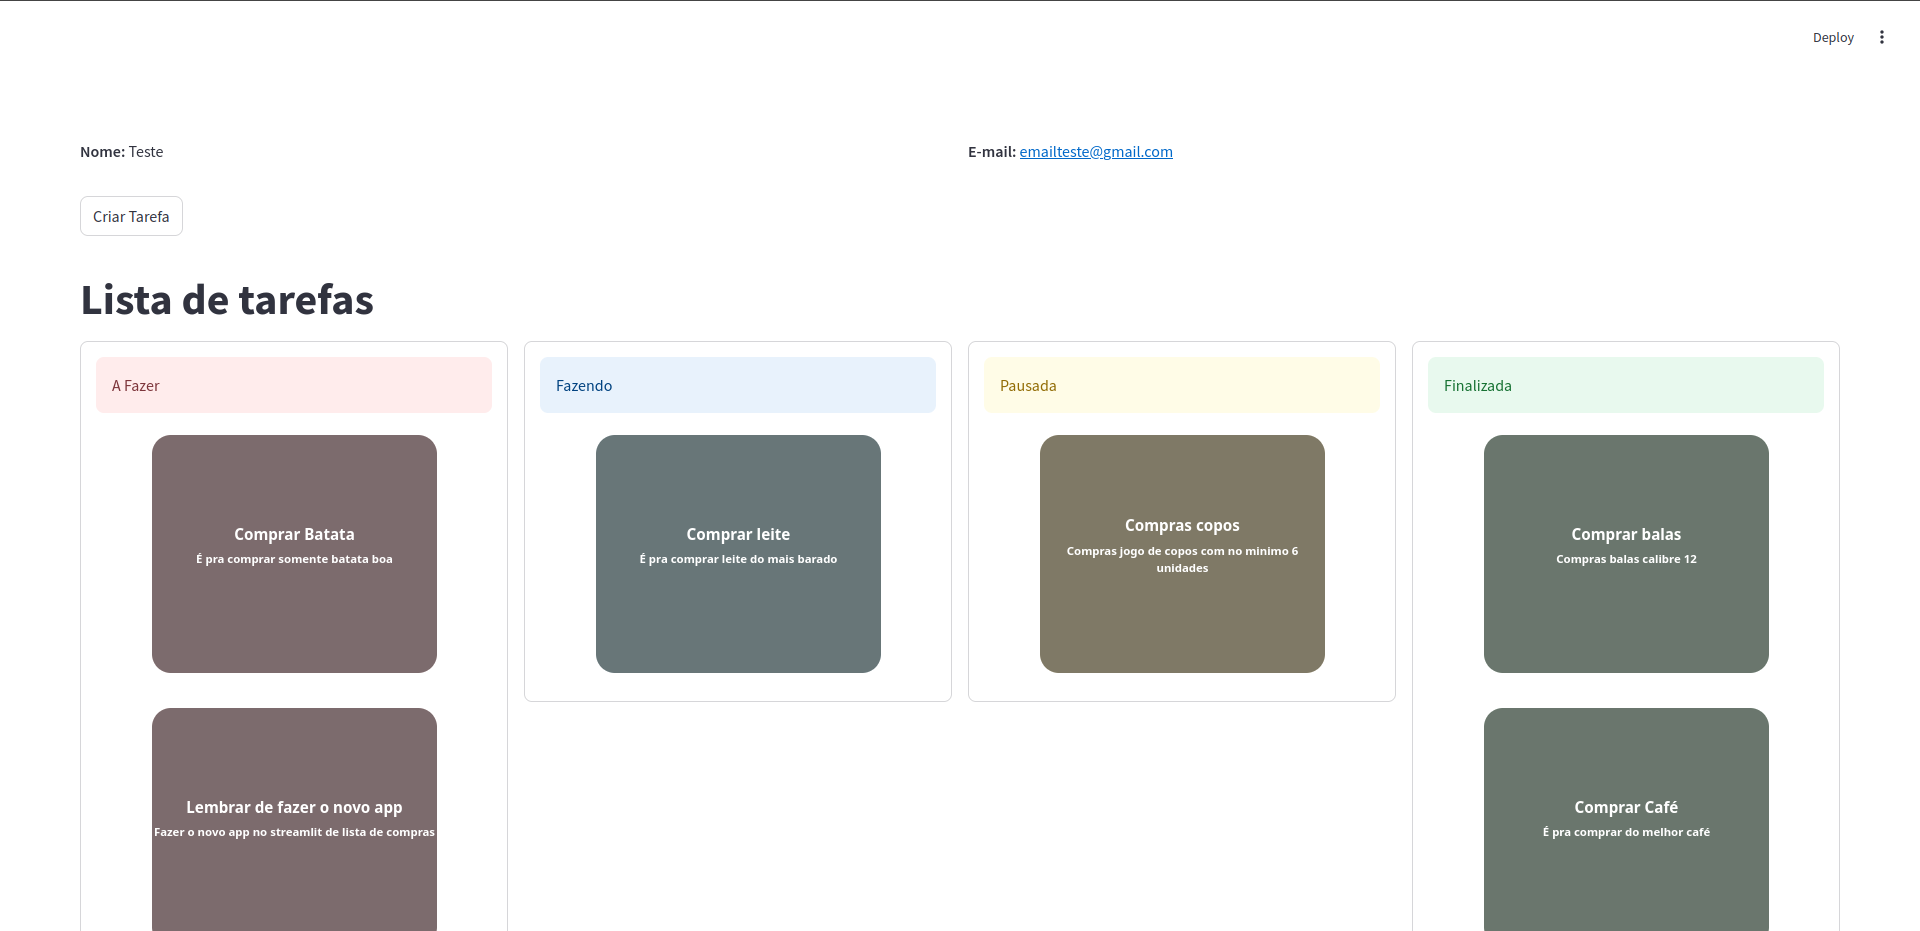 Deploy
Nome: Teste
E-mail: emailteste@gmail.com
Criar Tarefa
Lista de tarefas
A Fazer
Comprar Batata
É pra comprar somente batata boa
Lembrar de fazer o novo app
Fazer o novo app no streamlit de lista de compras
Fazendo
Comprar leite
É pra comprar leite do mais barado
Pausada
Compras copos
Compras jogo de copos com no minimo 6
unidades
Finalizada
Comprar balas
Compras balas calibre 12
Comprar Café
É pra comprar do melhor café